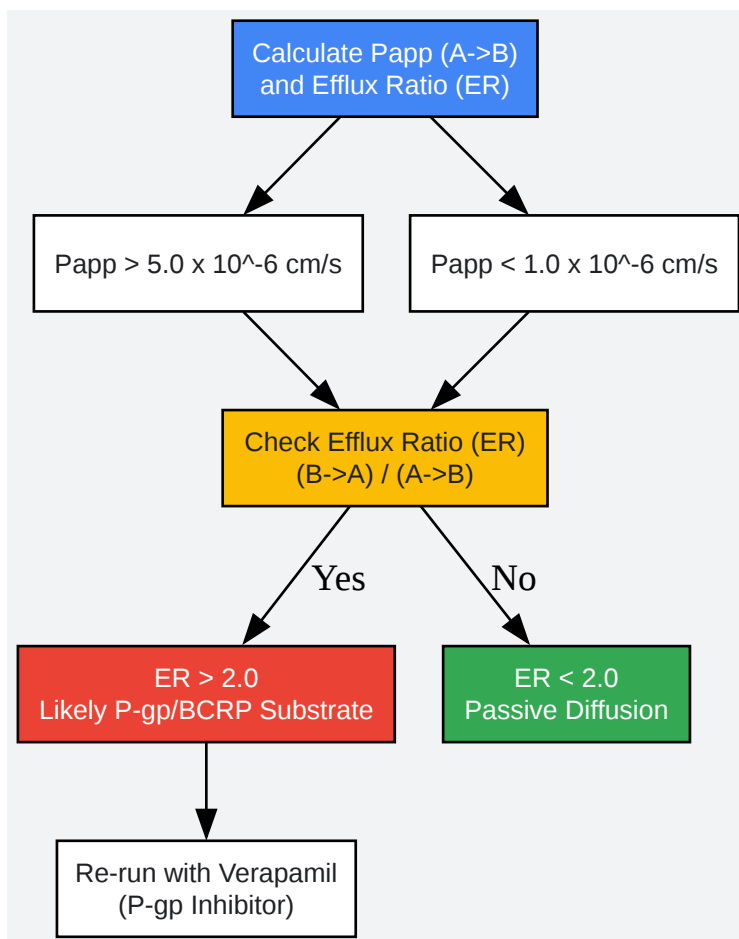 Calculate Papp (A->B)
and Efflux Ratio (ER)
Papp > 5.0 x 10^-6 cm/s
Papp < 1.0 x 10^-6 cm/s
Check Efflux Ratio (ER)
(B->A) / (A->B)
Yes
No
ER > 2.0
Likely P-gp/BCRP Substrate
ER < 2.0
Passive Diffusion
Re-run with Verapamil
(P-gp Inhibitor)